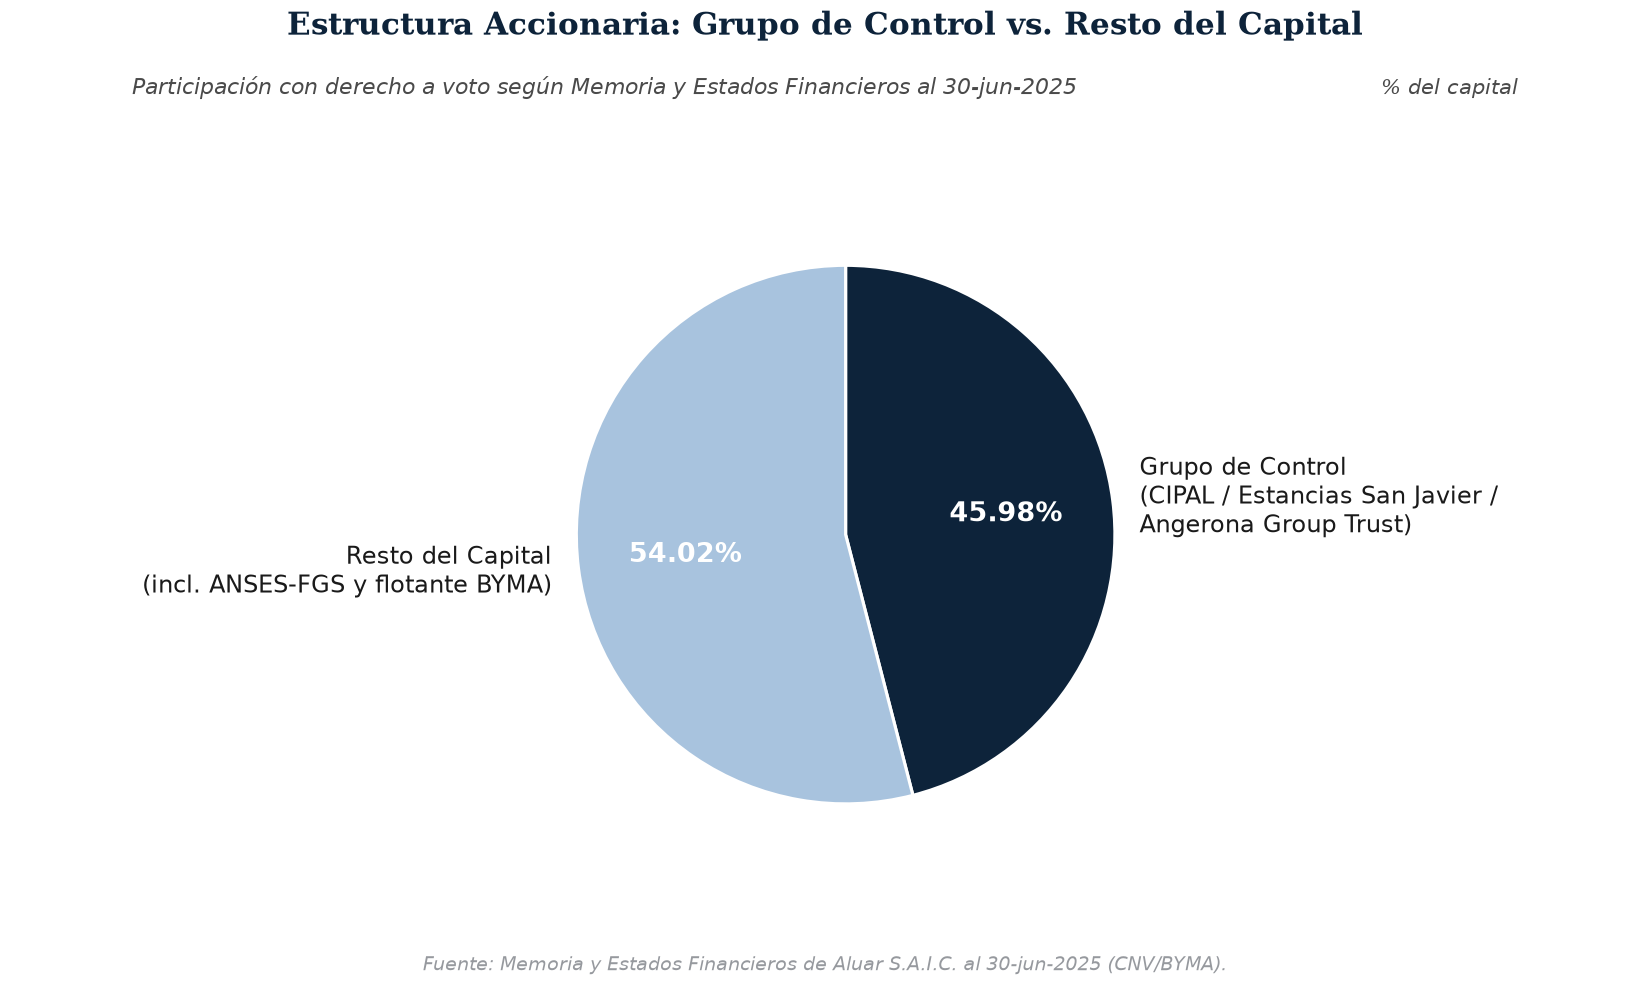 Estructura Accionaria: Grupo de Control vs. Resto del Capital
Participación con derecho a voto según Memoria y Estados Financieros al 30-jun-2025
% del capital
Grupo de Control
(CIPAL / Estancias San Javier /
Angerona Group Trust)
45.98%
54.02%
Resto del Capital
(incl. ANSES-FGS y flotante BYMA)
Fuente: Memoria y Estados Financieros de Aluar S.A.I.C. al 30-jun-2025 (CNV/BYMA).